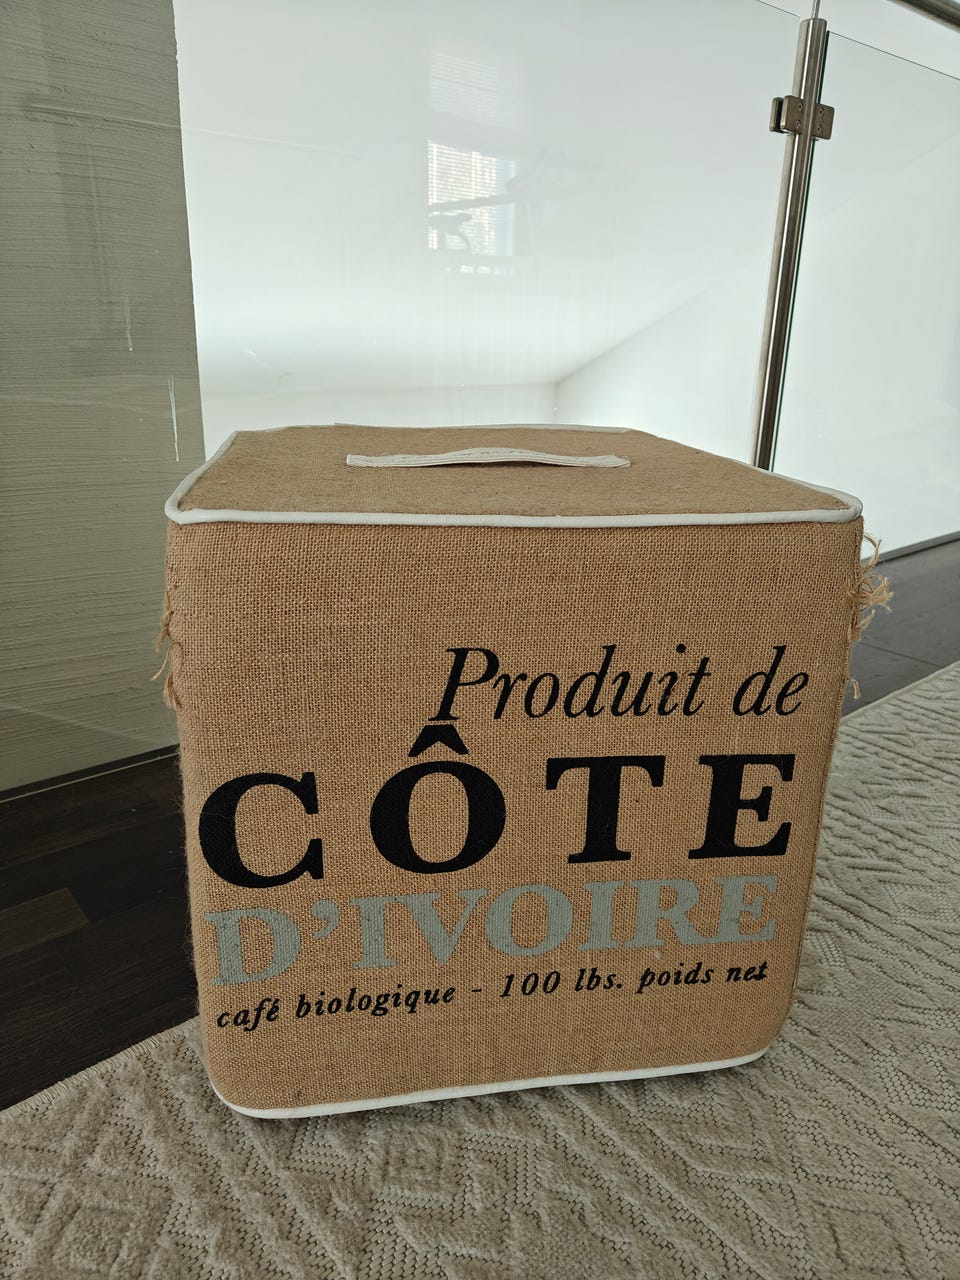 Produit de
CÔTE
D'IVOIRE
café biologique - 100 lbs. poids net